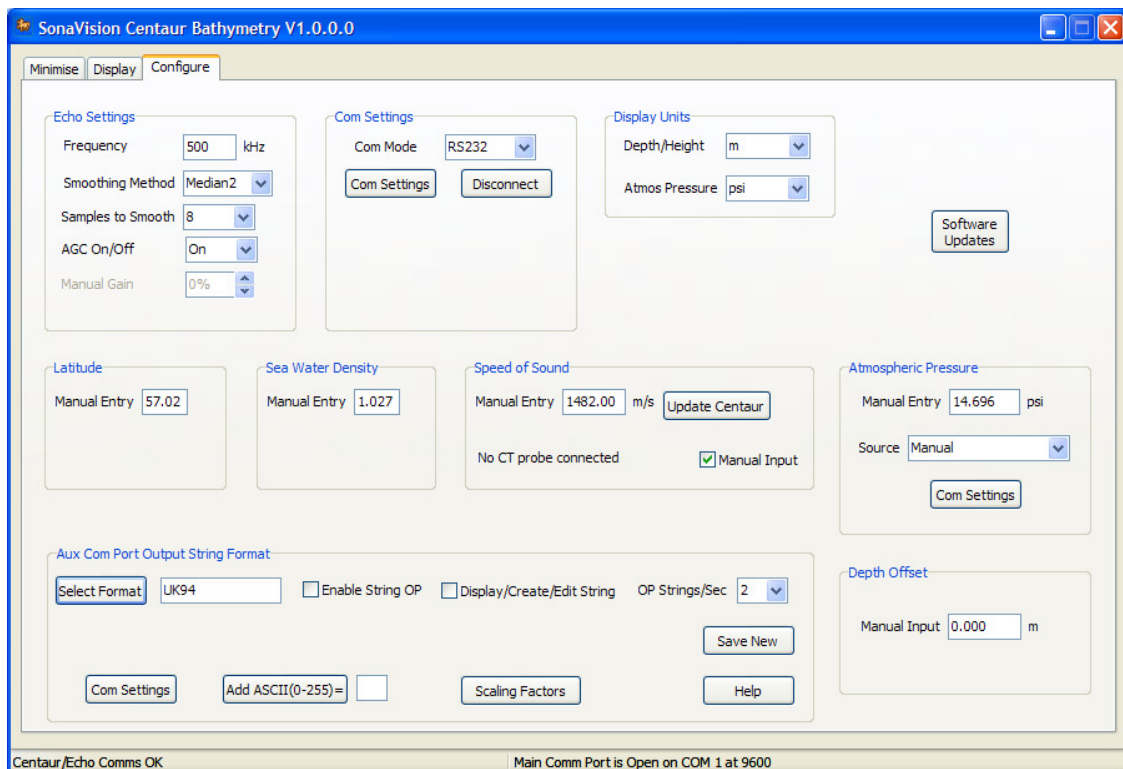 SonaVision Centaur Bathymetry V1.0.0.0
Minimise Display Configure
Echo Settings
Frequency 500 kHz
Smoothing Method Median2
Samples to Smooth 8
AGC On/Off On
Manual Gain 0%
Com Settings
Com Mode RS232
Com Settings Disconnect
Display Units
Depth/Height m
Atmos Pressure psi
Software
Updates
Latitude
Manual Entry 57.02
Sea Water Density
Manual Entry 1.027
Speed of Sound
Manual Entry 1482.00 m/s Update Centaur
No CT probe connected Manual Input
Atmospheric Pressure
Manual Entry 14.696 psi
Source Manual
Com Settings
Aux Com Port Output String Format
Select Format UK94 Enable String OP Display/Create/Edit String OP Strings/Sec 2
Save New
Com Settings Add ASCII(0-255)= Scaling Factors Help
Depth Offset
Manual Input 0.000 m
Centaur/Echo Comms OK Main Comm Port is Open on COM 1 at 9600